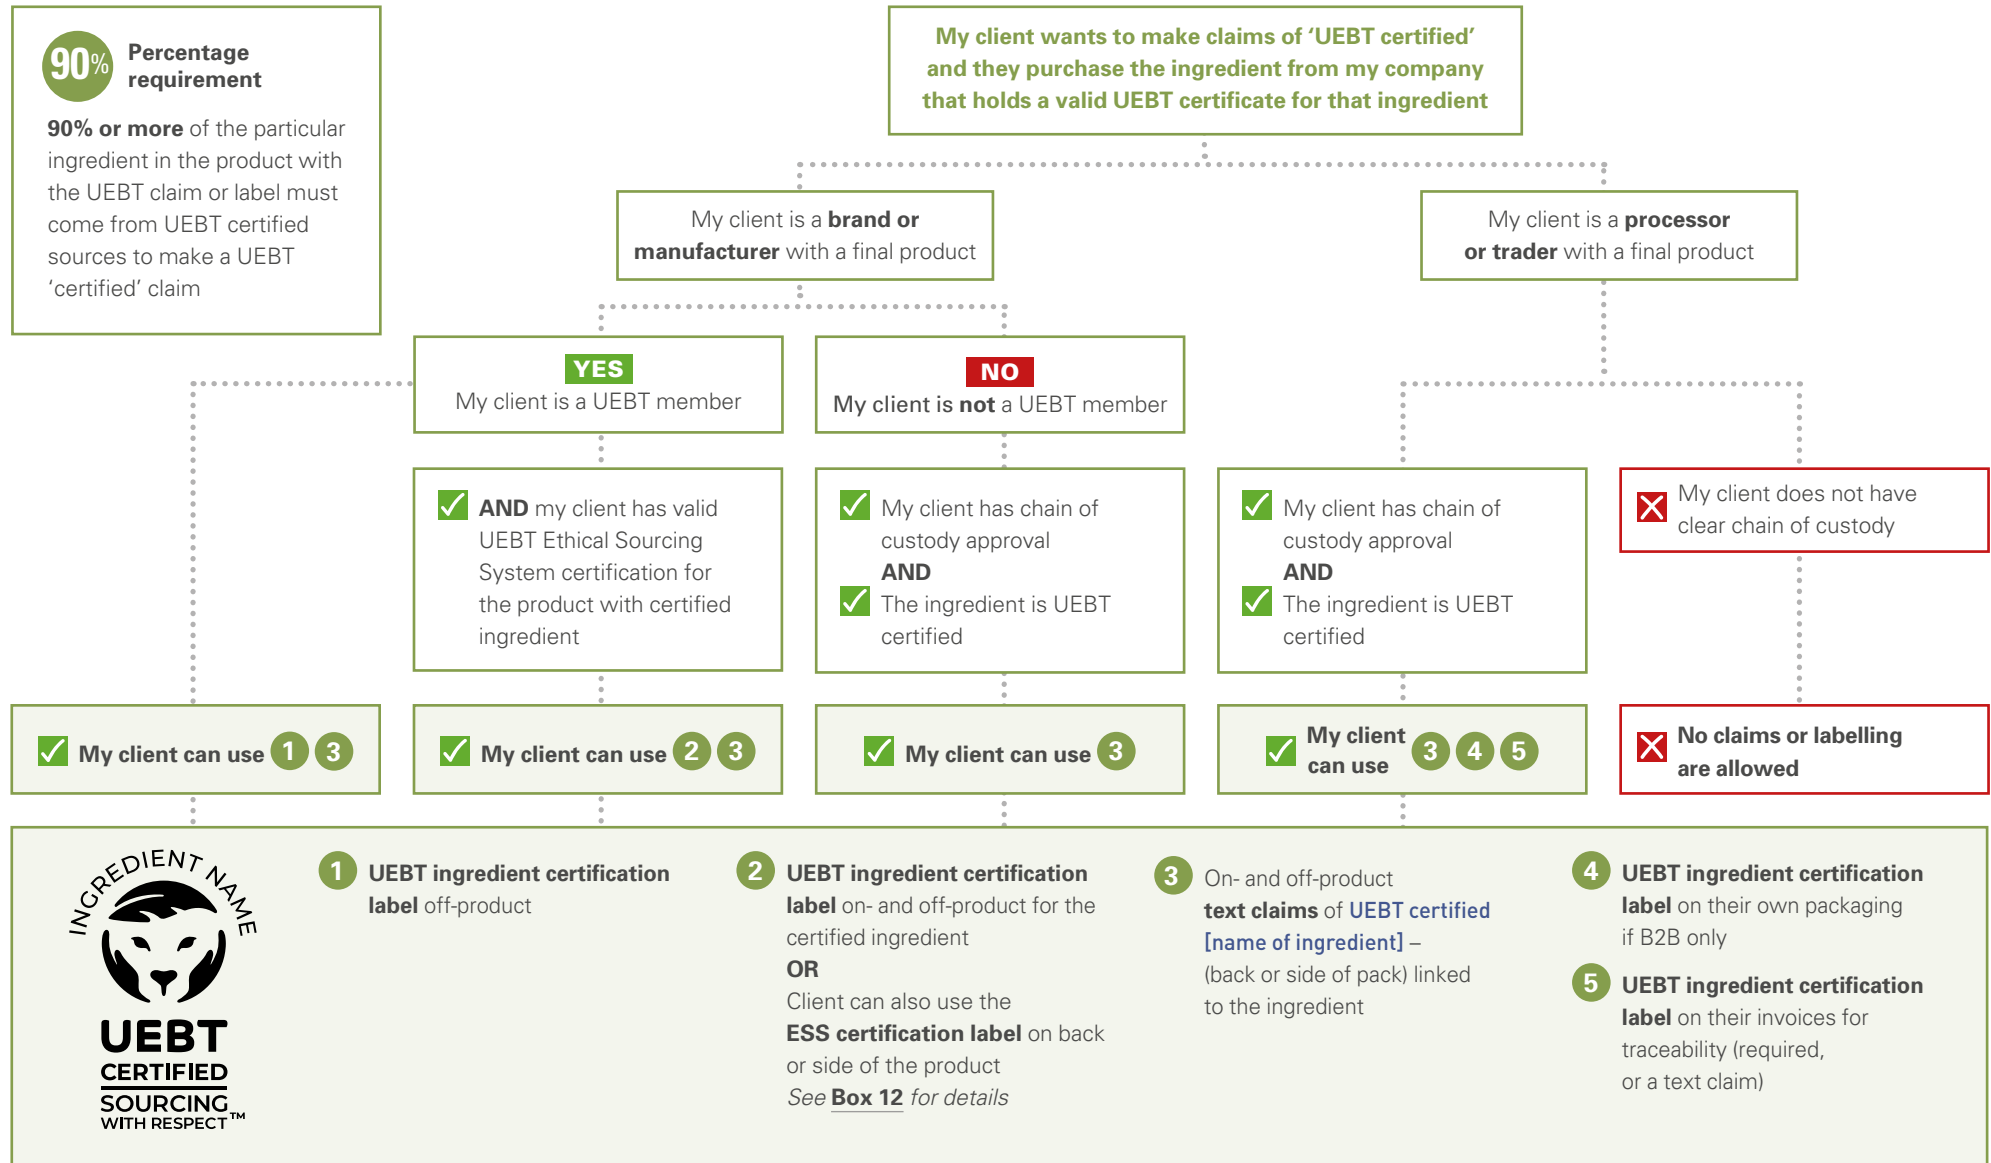 90%
Percentage
requirement
90% or more of the particular
ingredient in the product with
the UEBT claim or label must
come from UEBT certified
sources to make a UEBT
‘certified’ claim
My client wants to make claims of ‘UEBT certified’
and they purchase the ingredient from my company
that holds a valid UEBT certificate for that ingredient
My client is a brand or
manufacturer with a final product
My client is a processor
or trader with a final product
YES
My client is a UEBT member
NO
My client is not a UEBT member
AND my client has valid
UEBT Ethical Sourcing
System certification for
the product with certified
ingredient
My client has chain of
custody approval
AND
The ingredient is UEBT
certified
My client has chain of
custody approval
AND
The ingredient is UEBT
certified
My client does not have
clear chain of custody
My client can use 1 3
My client can use 2 3
My client can use 3
My client
can use 3 4 5
No claims or labelling
are allowed
INGREDIENT NAME
UEBT
CERTIFIED
SOURCING
WITH RESPECT™
1 UEBT ingredient certification
label off-product
2 UEBT ingredient certification
label on- and off-product for the
certified ingredient
OR
Client can also use the
ESS certification label on back
or side of the product
See Box 12 for details
3 On- and off-product
text claims of UEBT certified
[name of ingredient] –
(back or side of pack) linked
to the ingredient
4 UEBT ingredient certification
label on their own packaging
if B2B only
5 UEBT ingredient certification
label on their invoices for
traceability (required,
or a text claim)